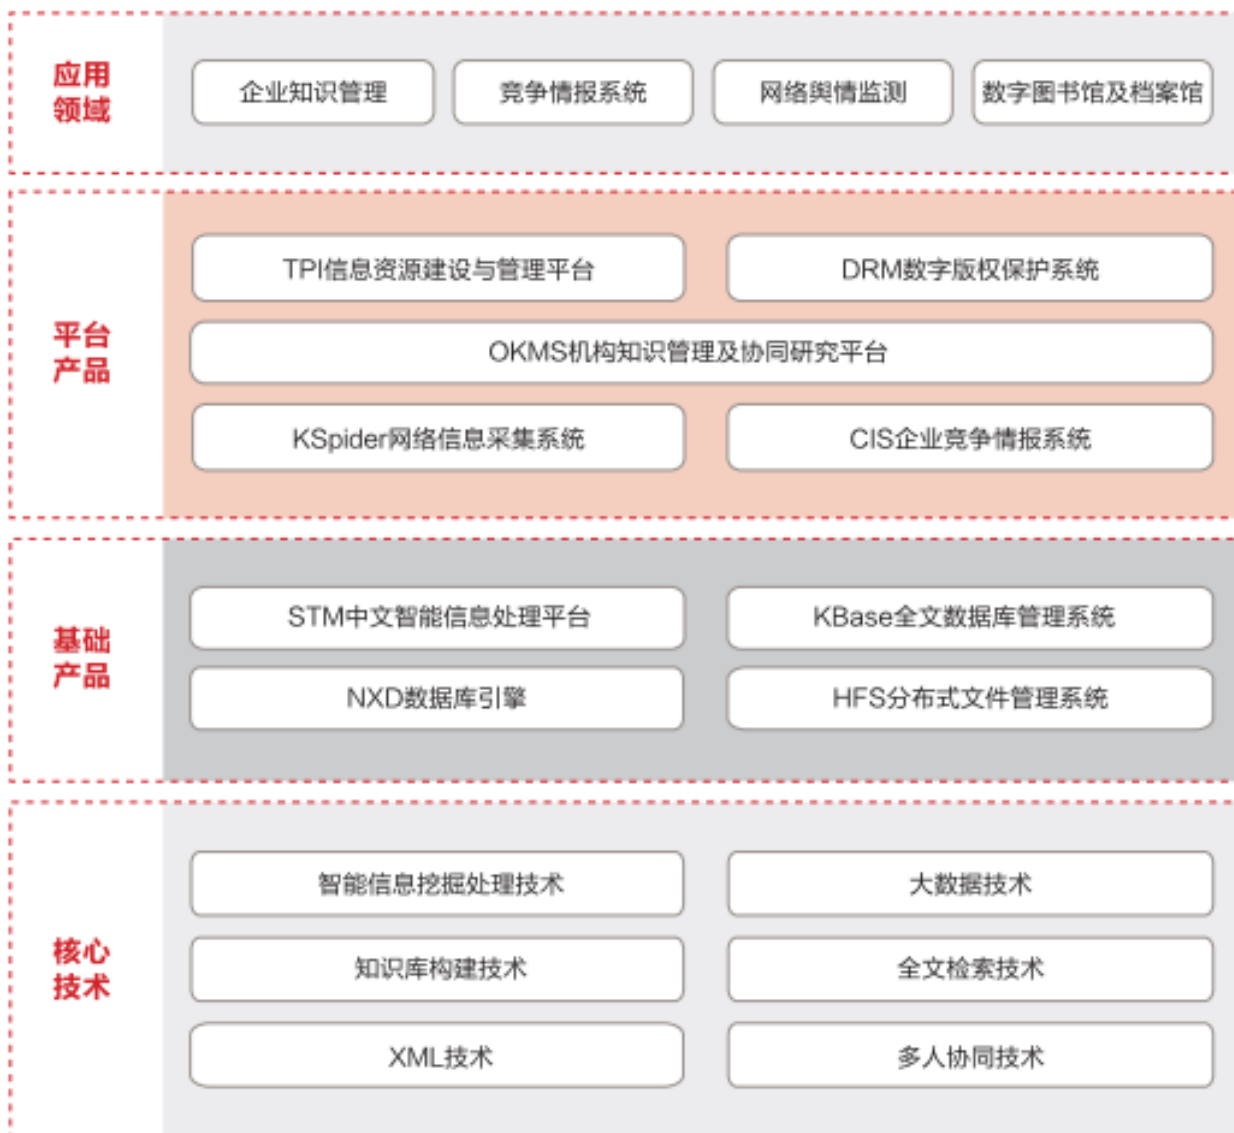 应用
领域
企业知识管理
竞争情报系统
网络舆情监测
数字图书馆及档案馆
平台
产品
TPI信息资源建设与管理平台
DRM数字版权保护系统
OKMS机构知识管理及协同研究平台
KSpider网络信息采集系统
CIS企业竞争情报系统
基础
产品
STM中文智能信息处理平台
KBase全文数据库管理系统
NXD数据库引擎
HFS分布式文件管理系统
核心
技术
智能信息挖掘处理技术
大数据技术
知识库构建技术
全文检索技术
XML技术
多人协同技术